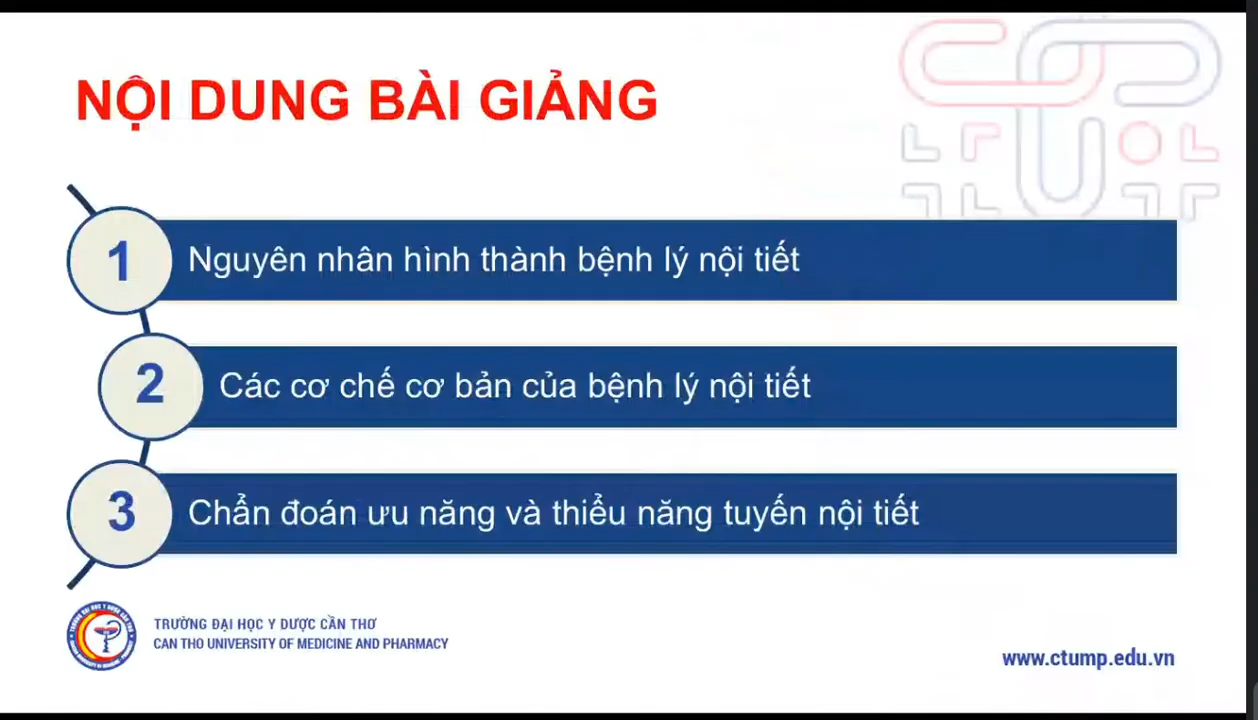 NỘI DUNG BÀI GIẢNG
1
Nguyên nhân hình thành bệnh lý nội tiết
2
Các cơ chế cơ bản của bệnh lý nội tiết
3
Chẩn đoán ưu năng và thiểu năng tuyến nội tiết
TRƯỜNG ĐẠI HỌC Y DƯỢC CẦN THƠ
CAN THO UNIVERSITY OF MEDICINE AND PHARMACY
www.ctump.edu.vn